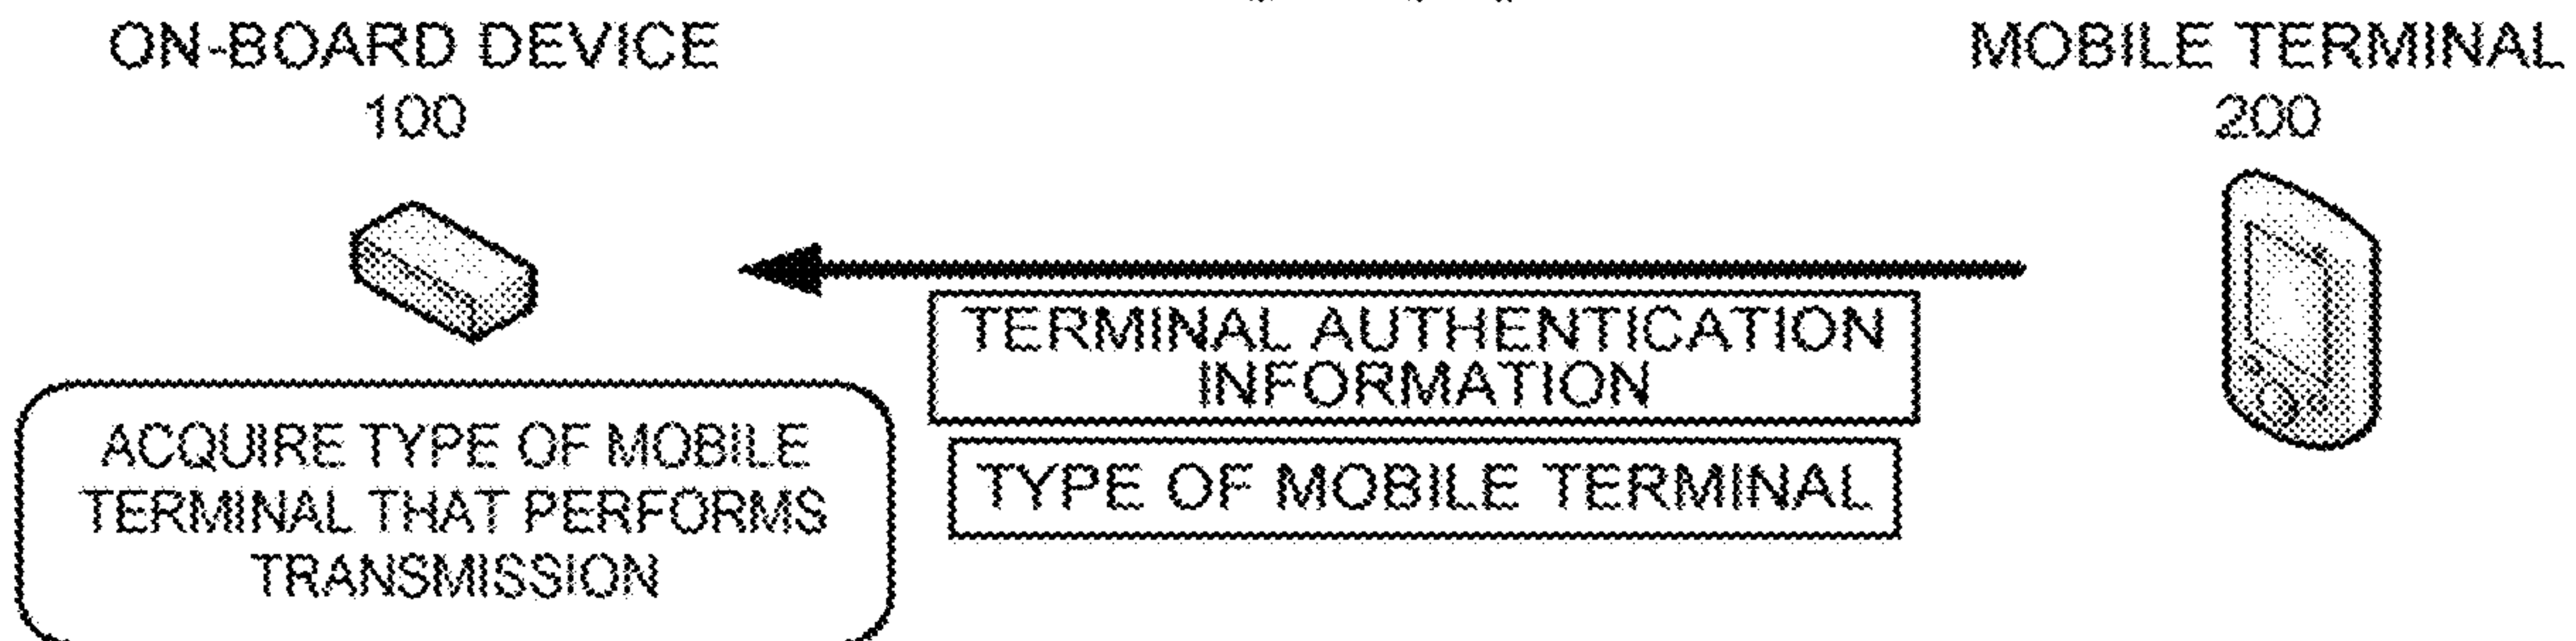 ON-BOARD DEVICE
100
MOBILE TERMINAL
200
TERMINAL AUTHENTICATION
INFORMATION
TYPE OF MOBILE TERMINAL
ACQUIRE TYPE OF MOBILE
TERMINAL THAT PERFORMS
TRANSMISSION